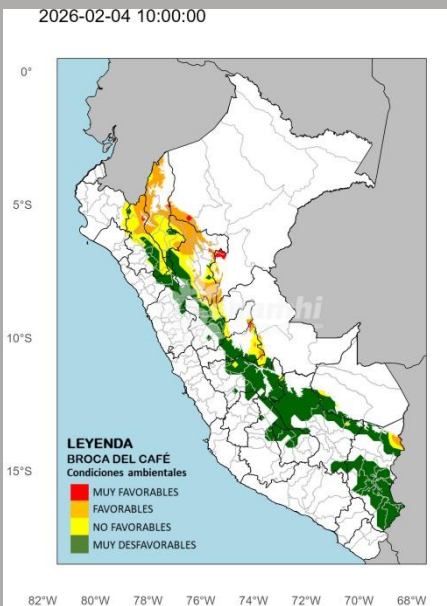 2026-02-04 10:00:00
0°
5°S
10°S
15°S
LEYENDA
BROCA DEL CAFÉ
Condiciones ambientales
MUY FAVORABLES
FAVORABLES
NO FAVORABLES
MUY DESFAVORABLES
82°W 80°W 78°W 76°W 74°W 72°W 70°W 68°W